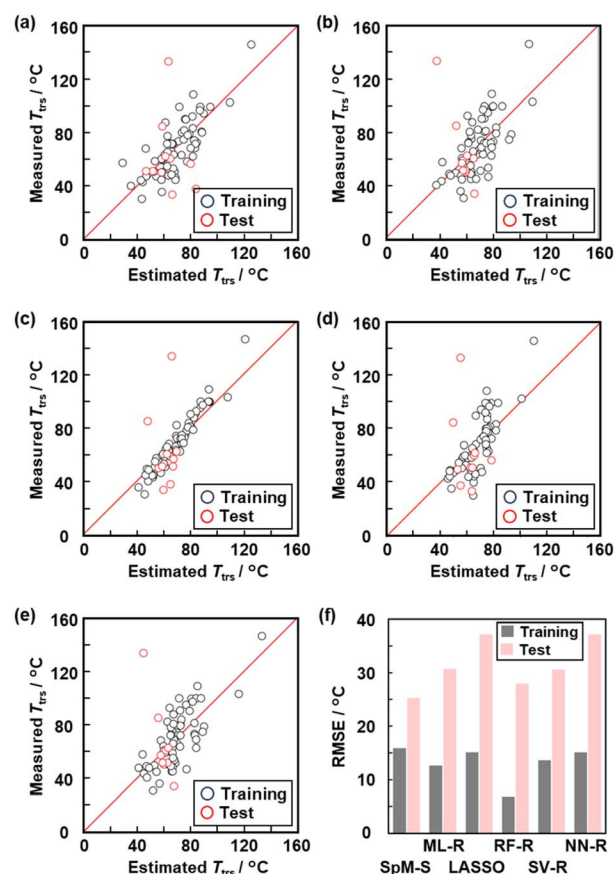 (a)
160
120
80
40
0
Measured Ttrs / °C
Training
Test
0 40 80 120 160
Estimated Ttrs / °C
(b)
160
120
80
40
0
Measured Ttrs / °C
Training
Test
0 40 80 120 160
Estimated Ttrs / °C
(c)
160
120
80
40
0
Measured Ttrs / °C
Training
Test
0 40 80 120 160
Estimated Ttrs / °C
(d)
160
120
80
40
0
Measured Ttrs / °C
Training
Test
0 40 80 120 160
Estimated Ttrs / °C
(e)
160
120
80
40
0
Measured Ttrs / °C
Training
Test
0 40 80 120 160
Estimated Ttrs / °C
(f)
40
30
20
10
0
RMSE / °C
Training
Test
ML-R RF-R NN-R
SpM-S LASSO SV-R